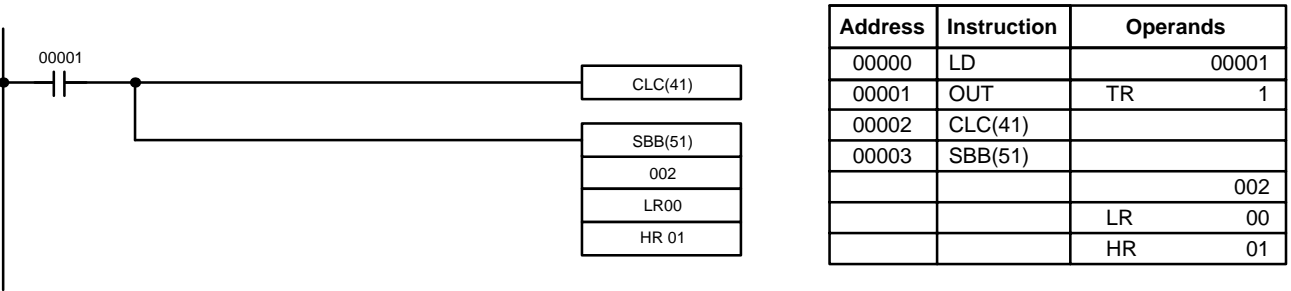 00001
CLC(41)
SBB(51)
002
LR00
HR 01
Address Instruction Operands
00000 LD 00001
00001 OUT TR 1
00002 CLC(41)
00003 SBB(51)
002
LR 00
HR 01